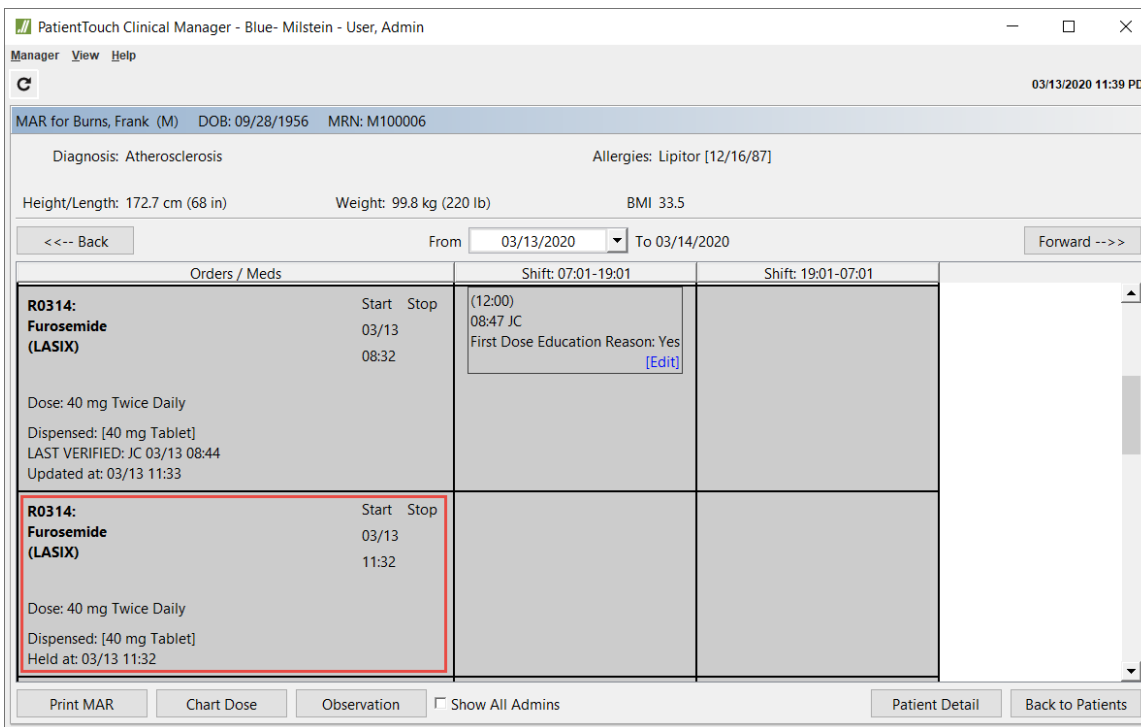 PatientTouch Clinical Manager - Blue- Milstein - User, Admin
Manager View Help
03/13/2020 11:39 PD
MAR for Burns, Frank (M) DOB: 09/28/1956 MRN: M100006
Diagnosis: Atherosclerosis Allergies: Lipitor [12/16/87]
Height/Length: 172.7 cm (68 in) Weight: 99.8 kg (220 lb) BMI 33.5
<<-- Back From 03/13/2020 To 03/14/2020 Forward -->>
Orders / Meds Shift: 07:01-19:01 Shift: 19:01-07:01
R0314: Start Stop
Furosemide 03/13
(LASIX) 08:32
Dose: 40 mg Twice Daily
Dispensed: [40 mg Tablet]
LAST VERIFIED: JC 03/13 08:44
Updated at: 03/13 11:33
(12:00)
08:47 JC
First Dose Education Reason: Yes
[Edit]
R0314: Start Stop
Furosemide 03/13
(LASIX) 11:32
Dose: 40 mg Twice Daily
Dispensed: [40 mg Tablet]
Held at: 03/13 11:32
Print MAR Chart Dose Observation Show All Admins Patient Detail Back to Patients